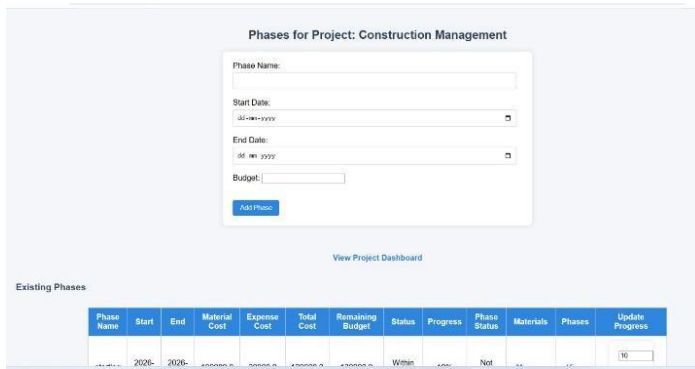 Phases for Project: Construction Management
Phase Name:
Start Date:
dd-mm-yyyy
End Date:
dd-mm-yyyy
Budget:
Add Phase
View Project Dashboard
Existing Phases
Phase Name Start End Material Cost Expense Cost Total Cost Remaining Budget Status Progress Phase Status Materials Phases Update Progress
2026- 2026- Within Not 10